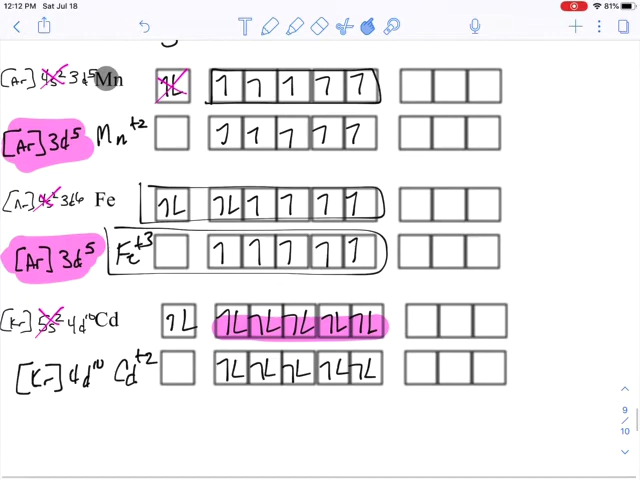 12:12 PM Sat Jul 18
81%
[Ar] 4s² 3d⁵ Mn
[Ar] 3d⁵ Mn⁺²
[Ar] 4s² 3d6 Fe
[Ar] 3d⁵ Fe⁺³
[Kr] 5s² 4d¹⁰ Cd
[Kr] 4d¹⁰ Cd⁺²
9
/
10